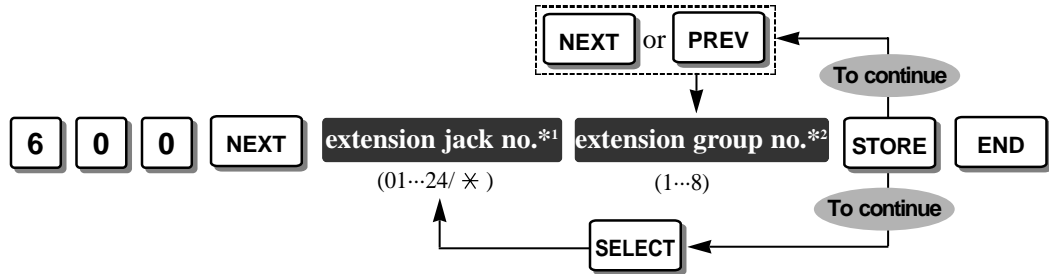 NEXT or PREV
To continue
6 0 0 NEXT extension jack no.*1 extension group no.*2 STORE END
(01···24/ ✳ ) (1···8)
To continue
SELECT